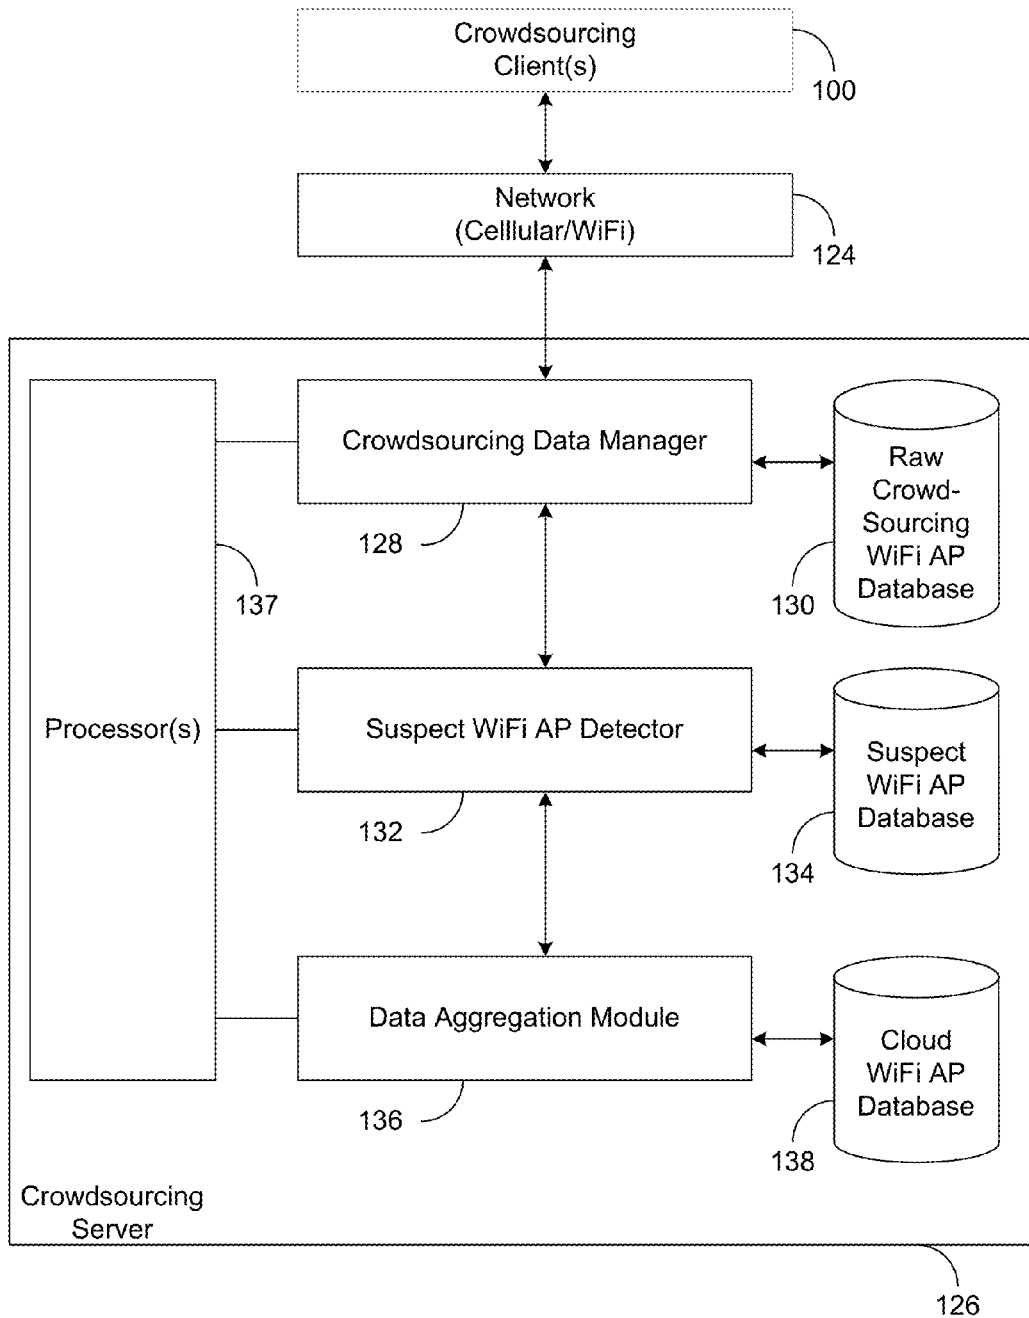 Crowdsourcing
Client(s)
100
Network
(Celllular/WiFi)
124
Crowdsourcing Data Manager
128
137
Raw
Crowd-
Sourcing
WiFi AP
Database
130
Processor(s)
Suspect WiFi AP Detector
132
Suspect
WiFi AP
Database
134
Data Aggregation Module
136
Cloud
WiFi AP
Database
138
Crowdsourcing
Server
126